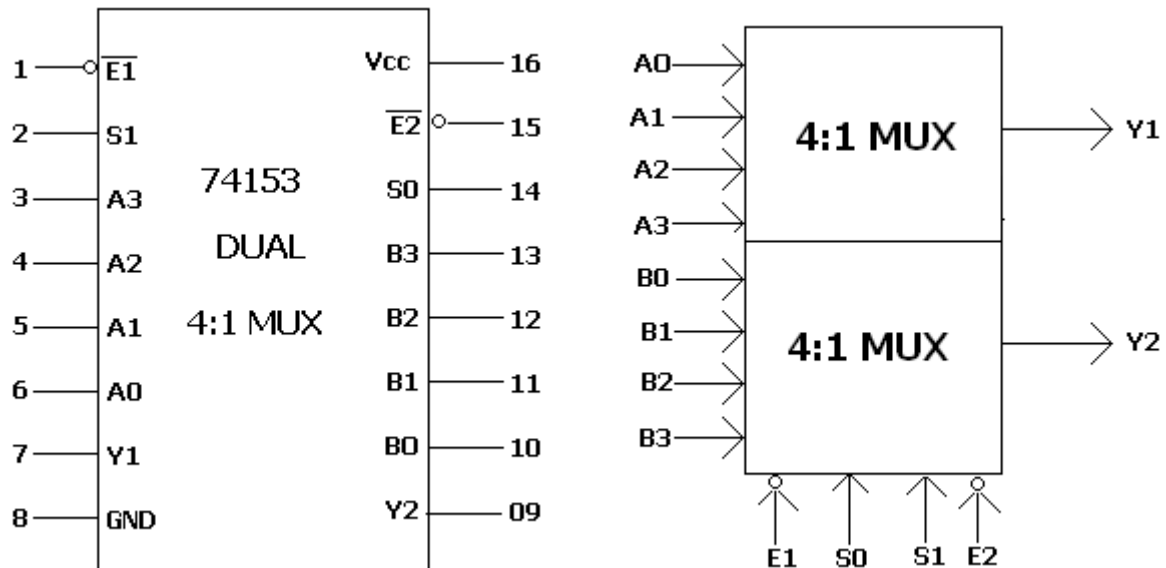 1 E1
2 S1
3 A3
4 A2
5 A1
6 A0
7 Y1
8 GND
74153
DUAL
4:1 MUX
Vcc 16
E2 15
S0 14
B3 13
B2 12
B1 11
B0 10
Y2 09
A0
A1
A2
A3
4:1 MUX
Y1
B0
B1
B2
B3
4:1 MUX
Y2
E1 S0 S1 E2